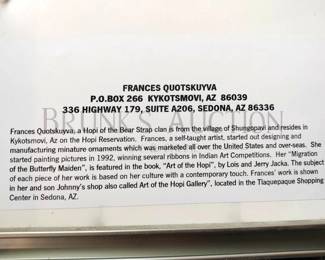 FRANCES QUOTSKUYVA
P.O.BOX 266 KYKOTSMOVI, AZ 86039
336 HIGHWAY 179, SUITE A206, SEDONA, AZ 86336
BRUNK'S AUCTION
Frances Quotskuyva, a Hopi of the Bear Strap clan is from the village of Shungopavi and resides in
Kykotsmovi, Az on the Hopi Reservation. Frances, a self-taught artist, started out designing and
manufacturing minature ornaments which was marketed all over the United States and over-seas. She
started painting pictures in 1992, winning several ribbons in Indian Art Competitions. Her "Migration
of the Butterfly Maiden", is featured in the book, "Art of the Hopi", by Lois and Jerry Jacka. The subject
of each piece of her work is based on her culture with a contemporary touch. Frances' work is shown
in her and son Johnny's shop also called Art of the Hopi Gallery", located in the Tlaquepaque Shopping
Center in Sedona, AZ.